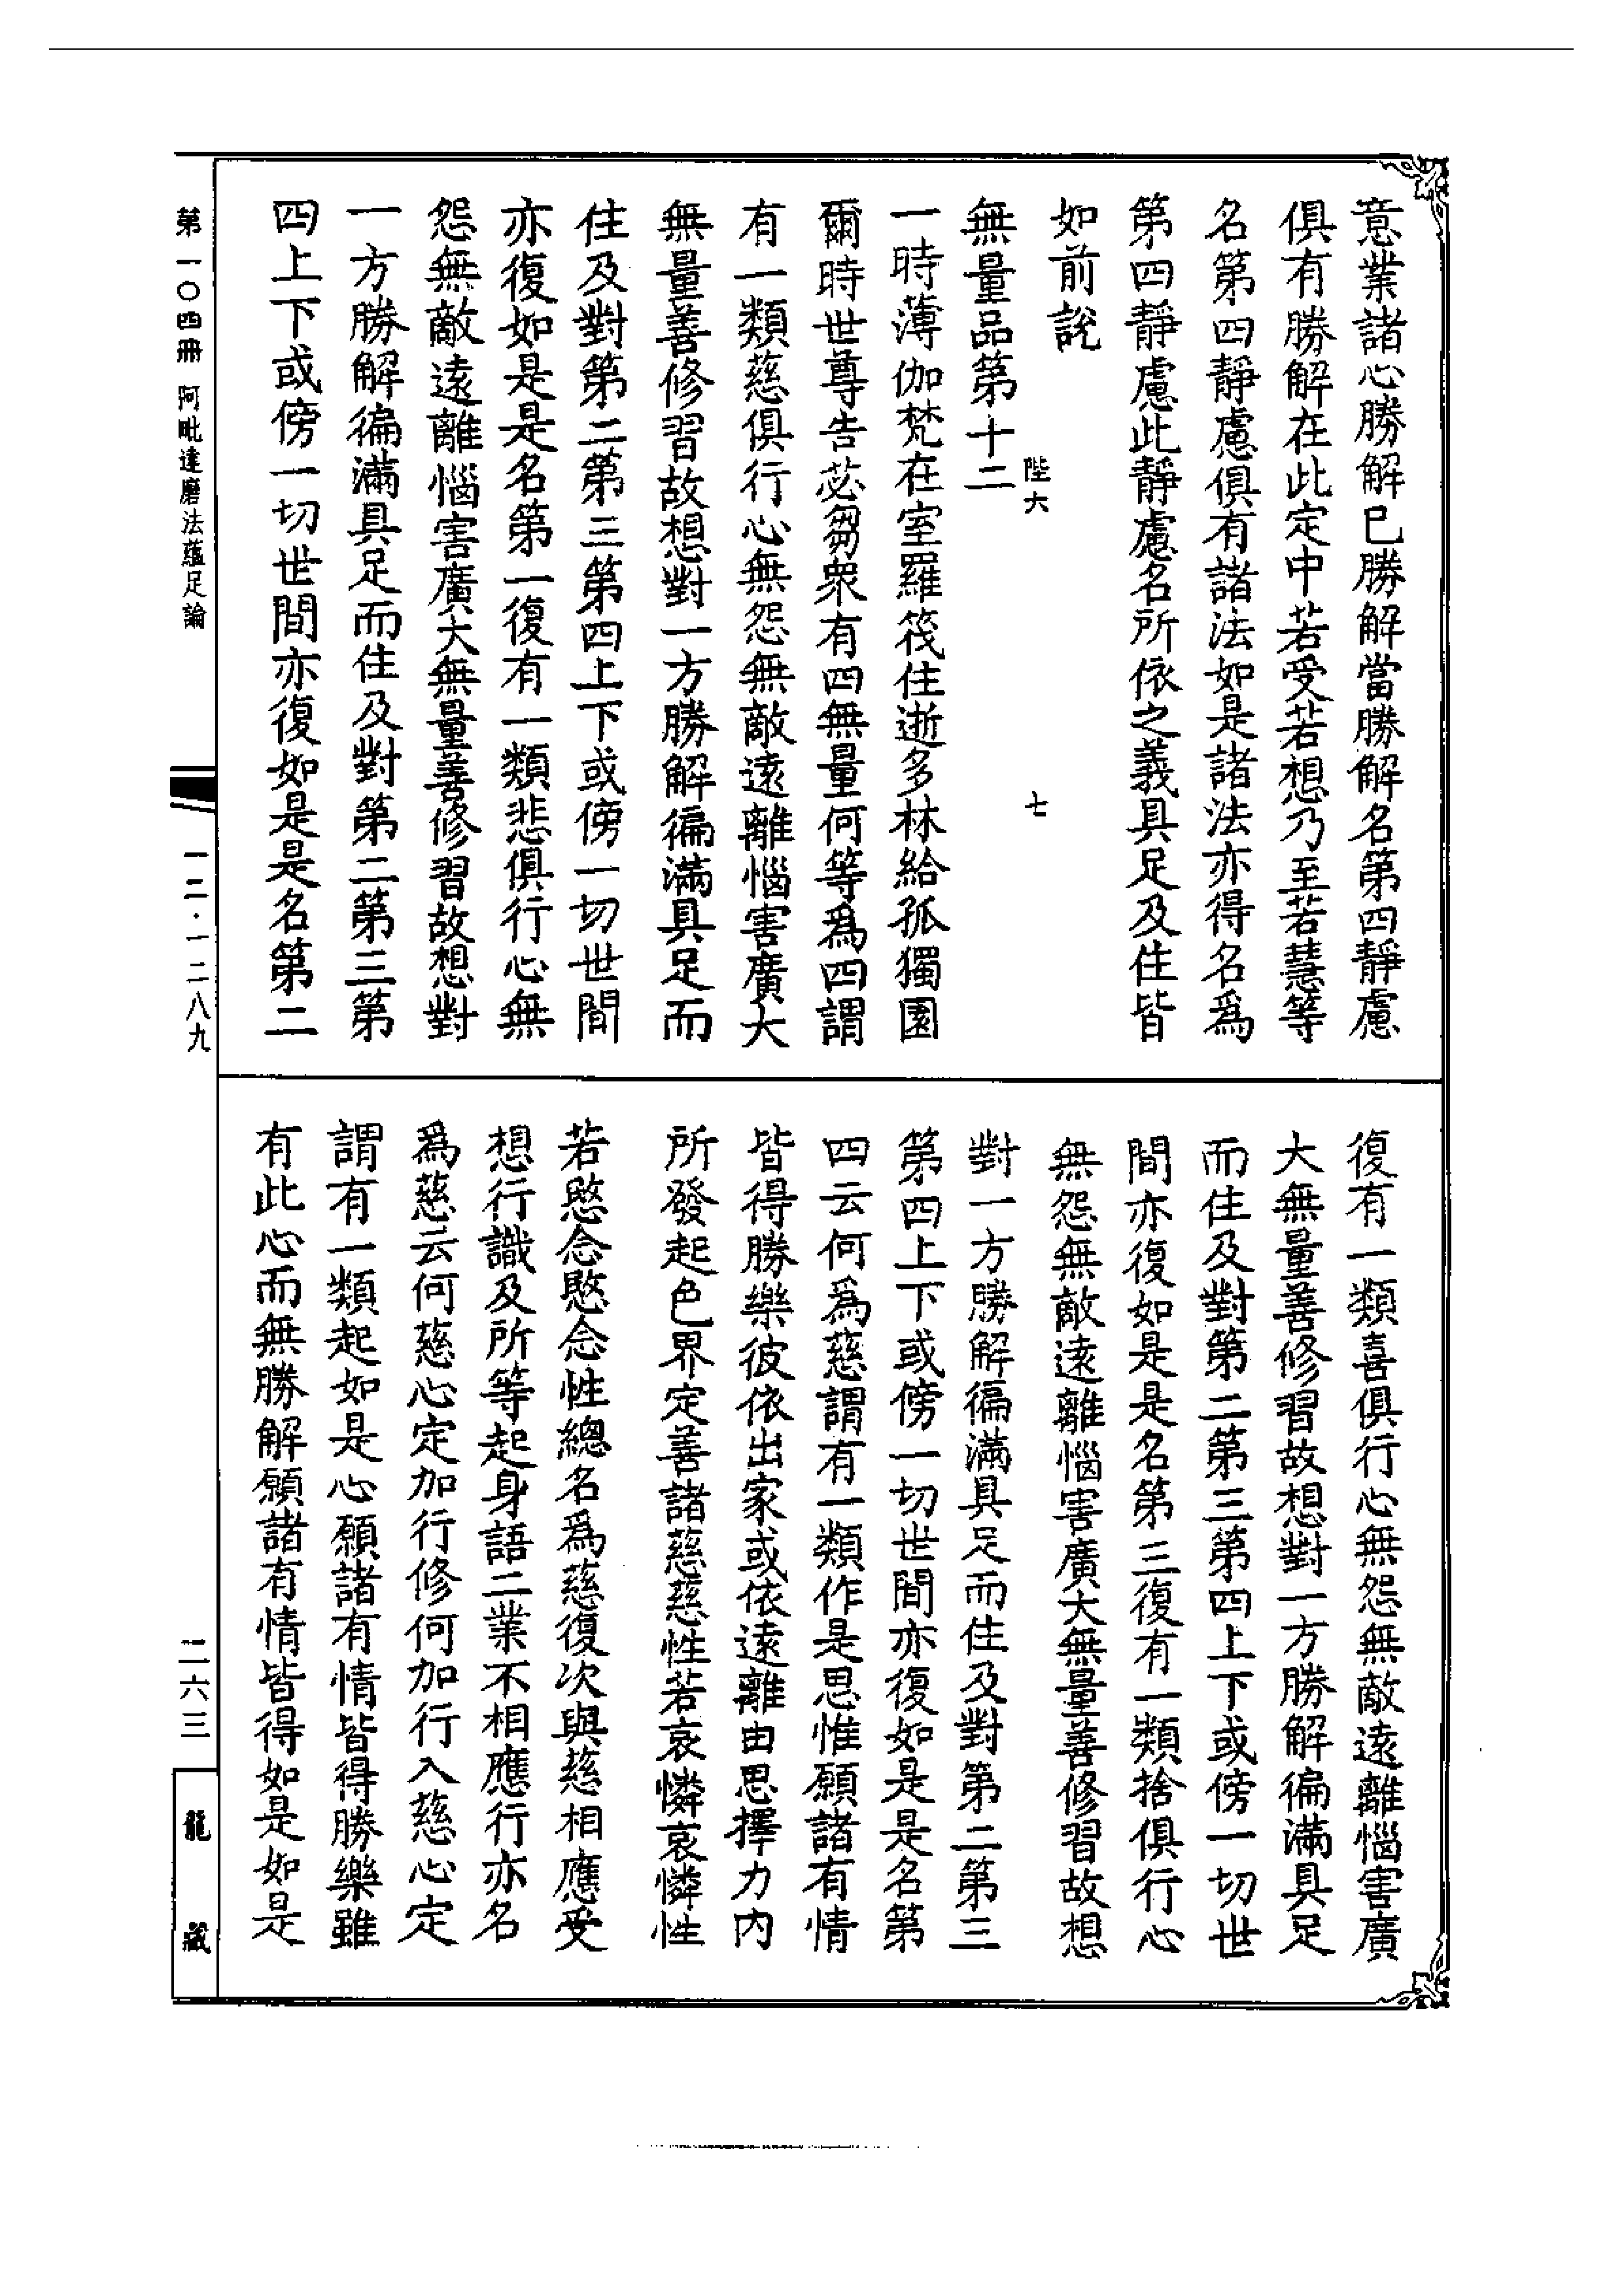 意業諸心勝解已勝解當勝解名第四靜慮
俱有勝解在此定中若受若想乃至若慧等
名第四靜慮俱有諸法如是諸法亦得名為
第四靜慮此靜慮名所依之義具足及住皆
如前說
陛六 七
無量品第十二
一時薄伽梵在室羅筏住逝多林給孤獨園
爾時世尊告苾芻衆有四無量何等為四謂
有一類慈俱行心無怨無敵遠離惱害廣大
無量善修習故想對一方勝解徧滿具足而
住及對第二第三第四上下或傍一切世間
亦復如是是名第一復有一類悲俱行心無
怨無敵遠離惱害廣大無量善修習故想對
一方勝解徧滿具足而住及對第二第三第
四上下或傍一切世間亦復如是是名第二
復有一類喜俱行心無怨無敵遠離惱害廣
大無量善修習故想對一方勝解徧滿具足
而住及對第二第三第四上下或傍一切世
間亦復如是是名第三復有一類捨俱行心
無怨無敵遠離惱害廣大無量善修習故想
對一方勝解徧滿具足而住及對第二第三
第四上下或傍一切世間亦復如是是名第
四云何為慈謂有一類作是思惟願諸有情
皆得勝樂彼依出家或依遠離由思擇力內
所發起色界定善諸慈慈性若哀憐哀憐性
若愍念愍念性總名為慈復次與慈相應受
想行識及所等起身語二業不相應行亦名
為慈云何慈心定加行修何加行入慈心定
謂有一類起如是心願諸有情皆得勝樂雖
有此心而無勝解願諸有情皆得如是如是
第一〇四冊 阿毗達磨法蘊足論
一二·一二八九
二六三
龍藏